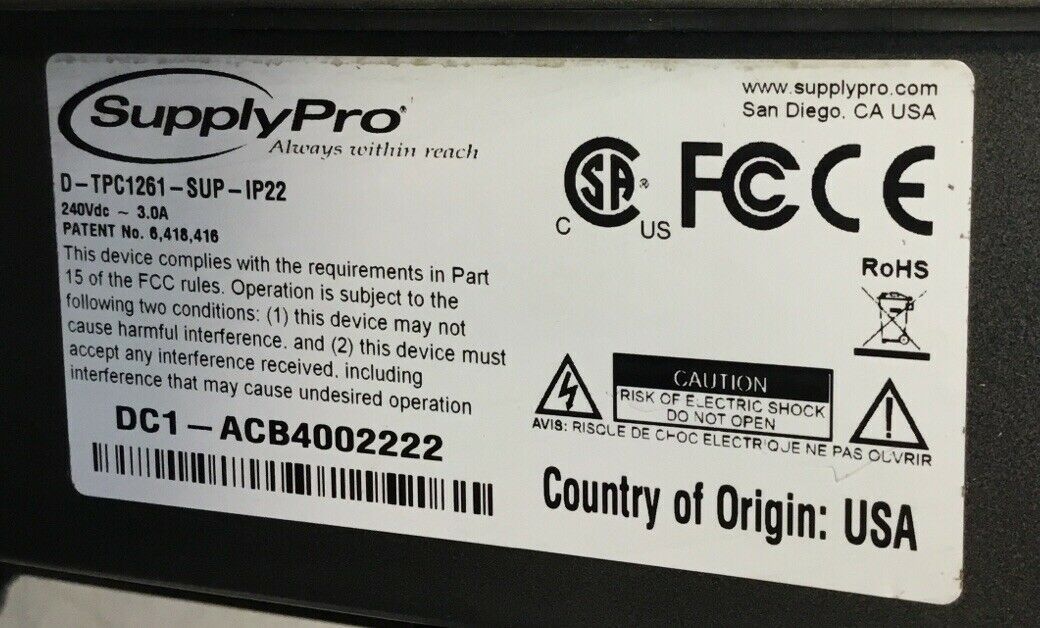 SupplyPro®
Always within reach
D-TPC1261-SUP-IP22
240Vdc ~ 3.0A
PATENT No. 6,418,416
This device complies with the requirements in Part
15 of the FCC rules. Operation is subject to the
following two conditions: (1) this device may not
cause harmful interference. and (2) this device must
accept any interference received. including
interference that may cause undesired operation
DC1-ACB4002222
www.supplypro.com
San Diego. CA USA
C SA® US FC CE
RoHS
CAUTION
RISK OF ELECTRIC SHOCK
DO NOT OPEN
AVIS: RISQUE DE CHOC ELECTRIQUE NE PAS OUVRIR
Country of Origin: USA